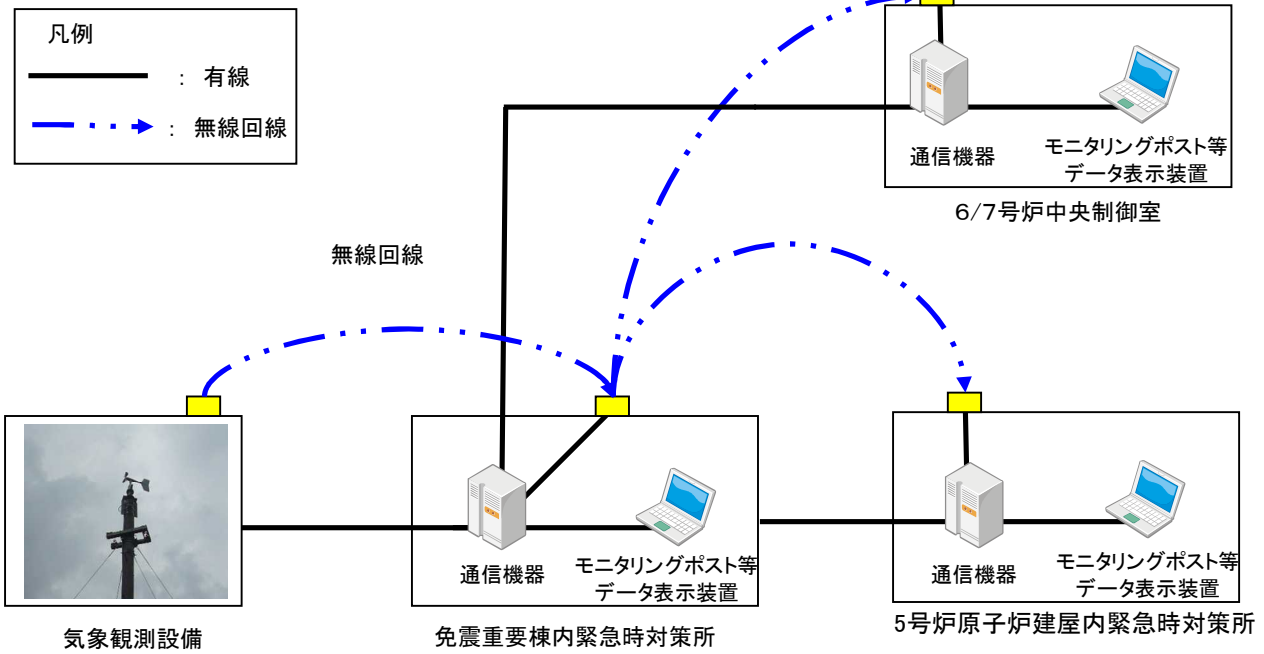 凡例
： 有線
： 無線回線
通信機器
モニタリングポスト等
データ表示装置
6/7号炉中央制御室
無線回線
通信機器
モニタリングポスト等
データ表示装置
通信機器
モニタリングポスト等
データ表示装置
気象観測設備
免震重要棟内緊急時対策所
5号炉原子炉建屋内緊急時対策所